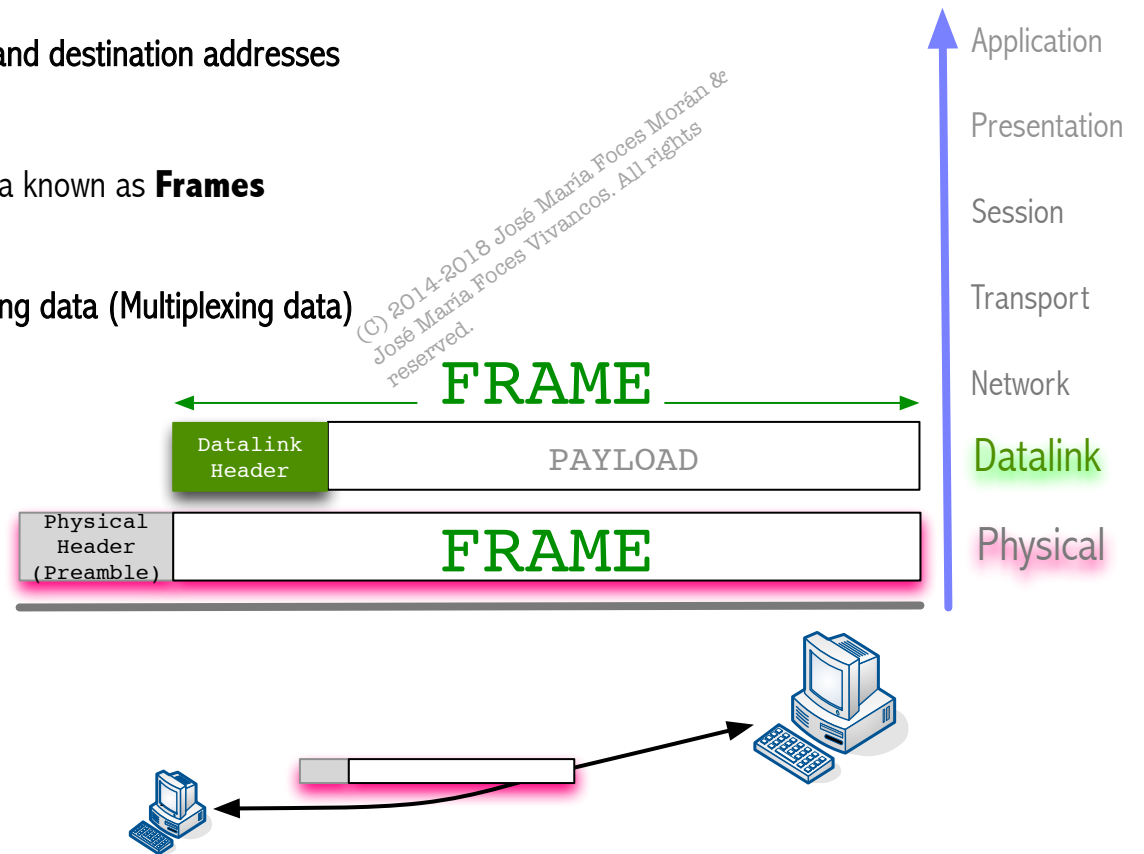 and destination addresses
a known as Frames
ng data (Multiplexing data)
(C) 2014-2018 José María Foces Morán &
José María Foces Vivancos. All rights
reserved.
FRAME
Datalink
Header
PAYLOAD
Physical
Header
(Preamble)
FRAME
Application
Presentation
Session
Transport
Network
Datalink
Physical